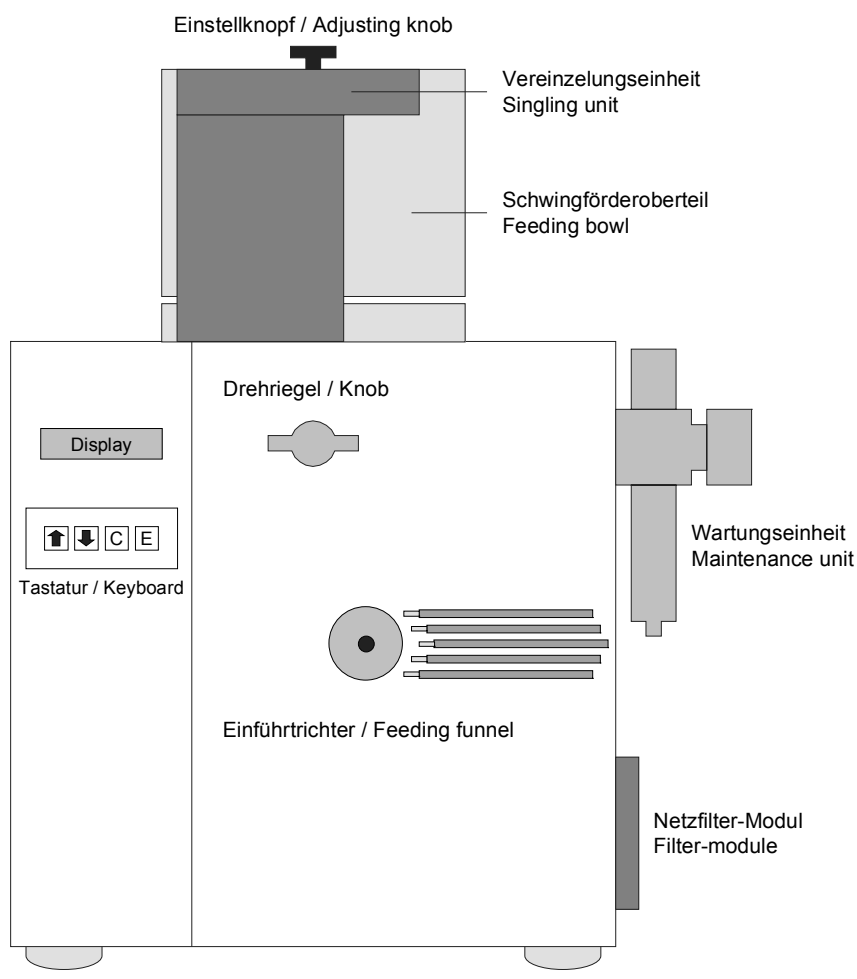 Einstellknopf / Adjusting knob
Vereinzelungseinheit
Singling unit
Schwingförderoberteil
Feeding bowl
Drehriegel / Knob
Display
C E
Tastatur / Keyboard
Wartungseinheit
Maintenance unit
Einführtrichter / Feeding funnel
Netzfilter-Modul
Filter-module